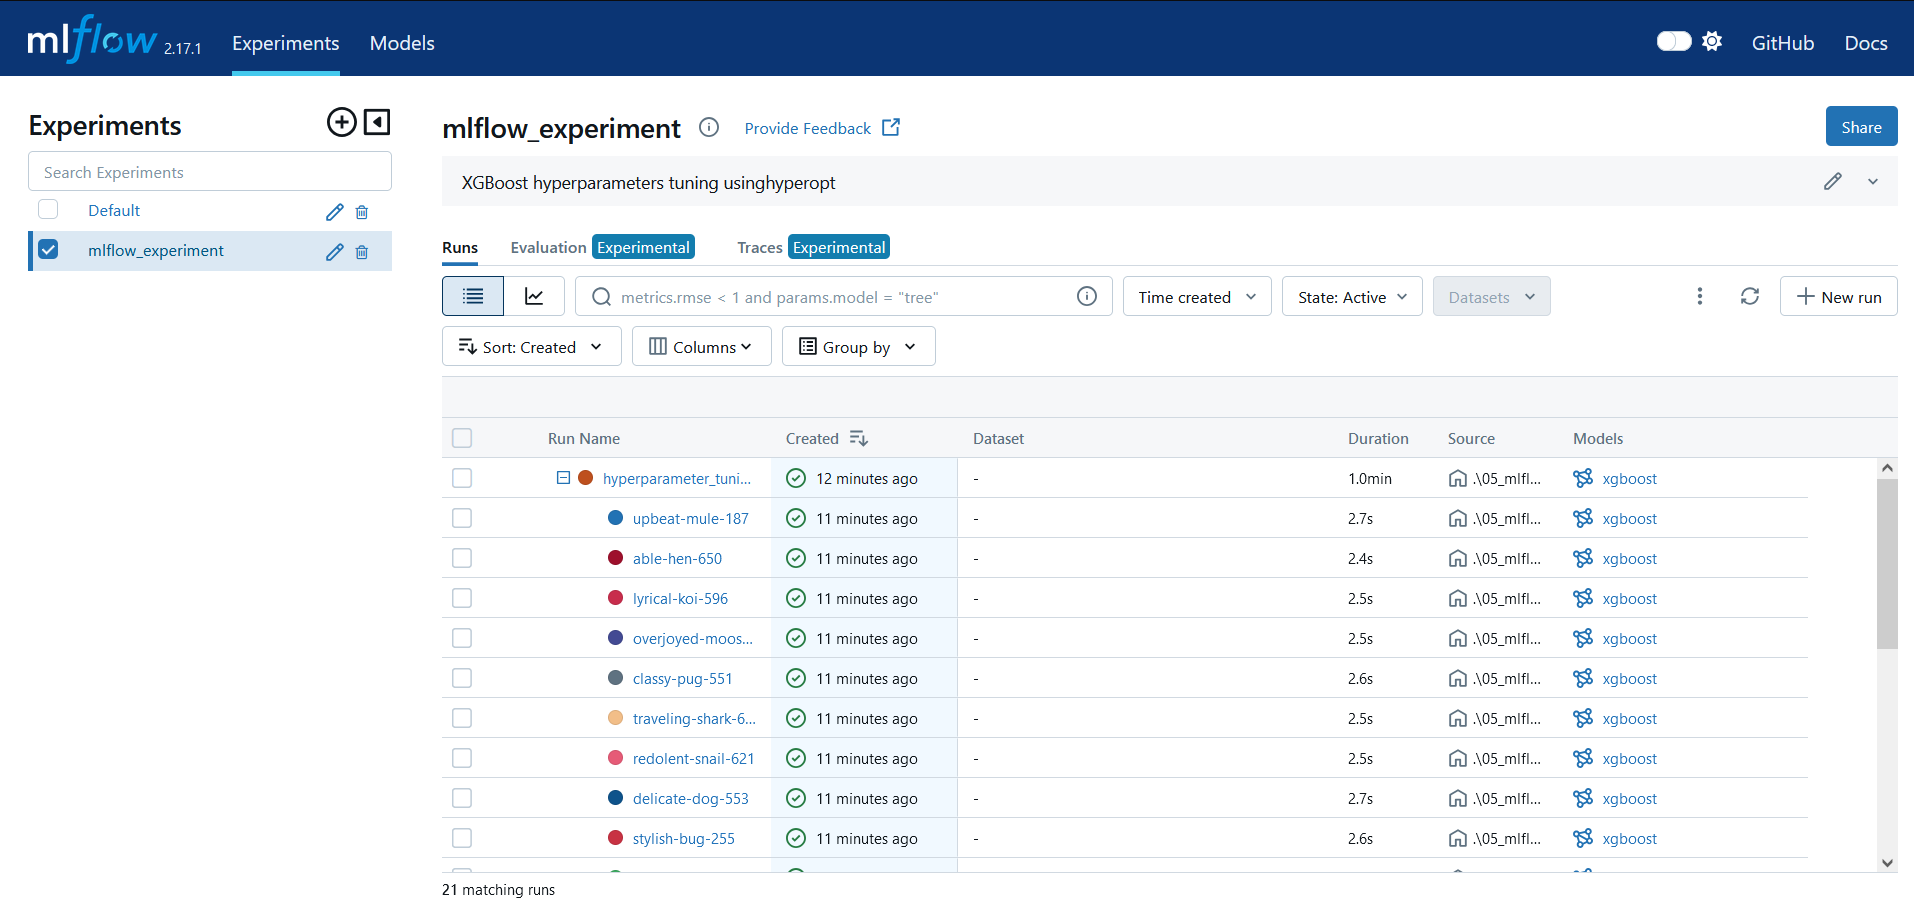 mlflow 2.17.1 Experiments Models GitHub Docs
Experiments
Search Experiments
Default
mlflow_experiment
mlflow_experiment Provide Feedback Share
XGBoost hyperparameters tuning usinghyperopt
Runs Evaluation Experimental Traces Experimental
metrics.rmse < 1 and params.model = "tree" Time created State: Active Datasets New run
Sort: Created Columns Group by
Run Name Created Dataset Duration Source Models
hyperparameter_tuni... 12 minutes ago - 1.0min .\05_mlfl... xgboost
upbeat-mule-187 11 minutes ago - 2.7s .\05_mlfl... xgboost
able-hen-650 11 minutes ago - 2.4s .\05_mlfl... xgboost
lyrical-koi-596 11 minutes ago - 2.5s .\05_mlfl... xgboost
overjoyed-moos... 11 minutes ago - 2.5s .\05_mlfl... xgboost
classy-pug-551 11 minutes ago - 2.6s .\05_mlfl... xgboost
traveling-shark-6... 11 minutes ago - 2.5s .\05_mlfl... xgboost
redolent-snail-621 11 minutes ago - 2.5s .\05_mlfl... xgboost
delicate-dog-553 11 minutes ago - 2.7s .\05_mlfl... xgboost
stylish-bug-255 11 minutes ago - 2.6s .\05_mlfl... xgboost
21 matching runs